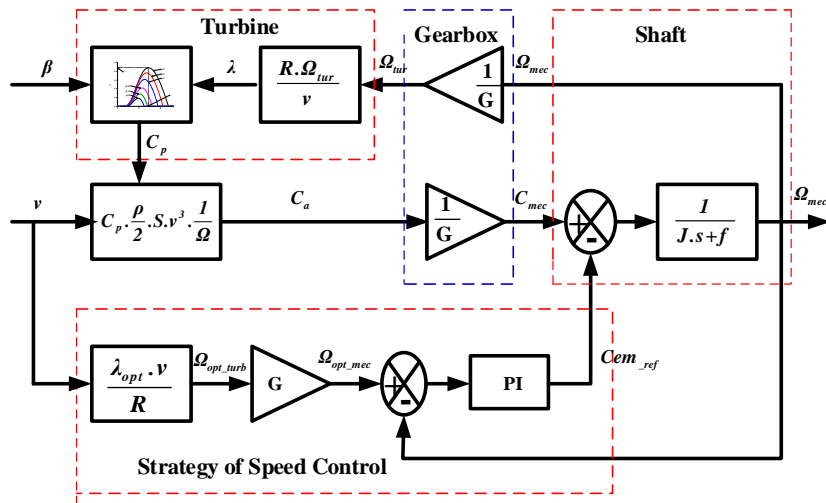 Turbine
Gearbox
Shaft
β
λ
R.Ω_tur
v
Ω_tur
1
G
Ω_mec
C_p
v
C_p . ρ/2 .S.v³. 1/Ω
C_a
1
G
C_mec
+
-
1
J.s+f
Ω_mec
λ_opt .v
R
Ω_opt_turb
G
Ω_opt_mec
+
-
PI
Cem_ref
Strategy of Speed Control